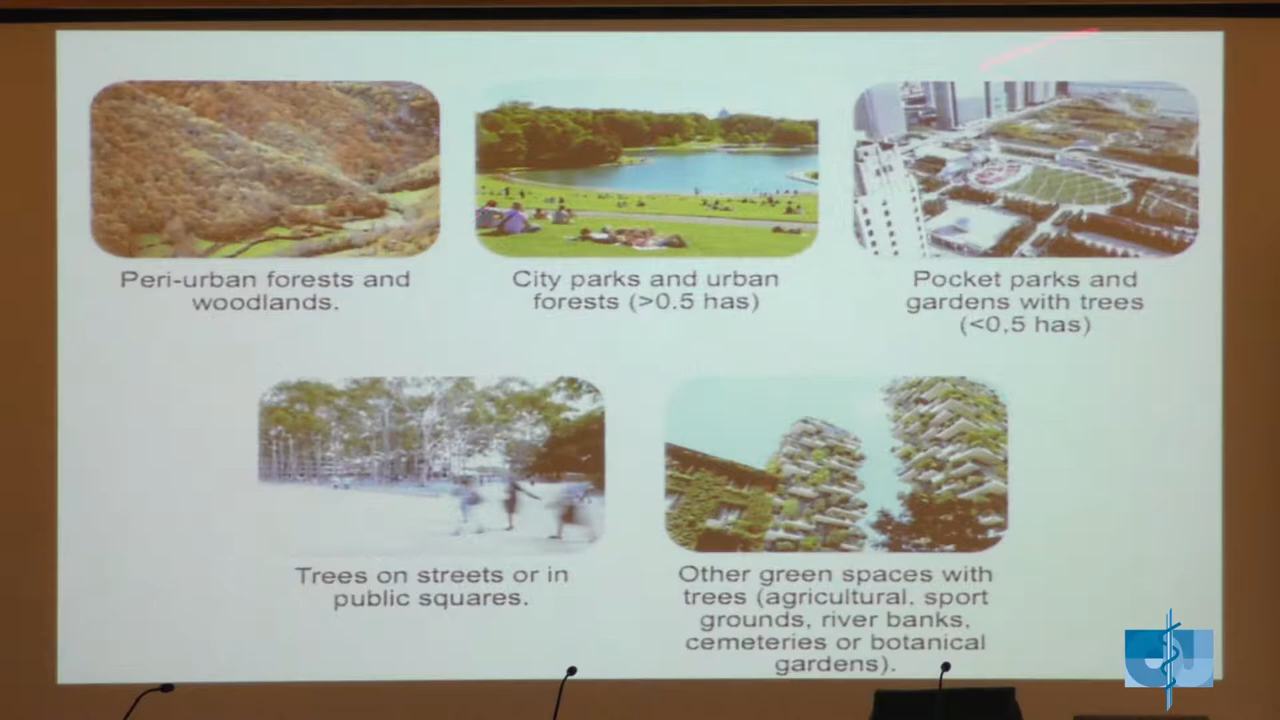 Peri-urban forests and
woodlands.
City parks and urban
forests (>0.5 has)
Pocket parks and
gardens with trees
(<0,5 has)
Trees on streets or in
public squares.
Other green spaces with
trees (agricultural, sport
grounds, river banks,
cemeteries or botanical
gardens).